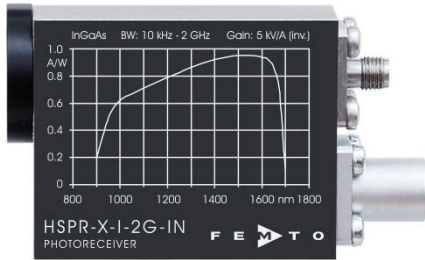 InGaAs BW: 10 kHz - 2 GHz Gain: 5 kV/A (inv.)
1.0
A/W
0.8
0.6
0.4
0.2
0
800 1000 1200 1400 1600 nm 1800
HSPR-X-I-2G-IN
PHOTORECEIVER
FEMTO